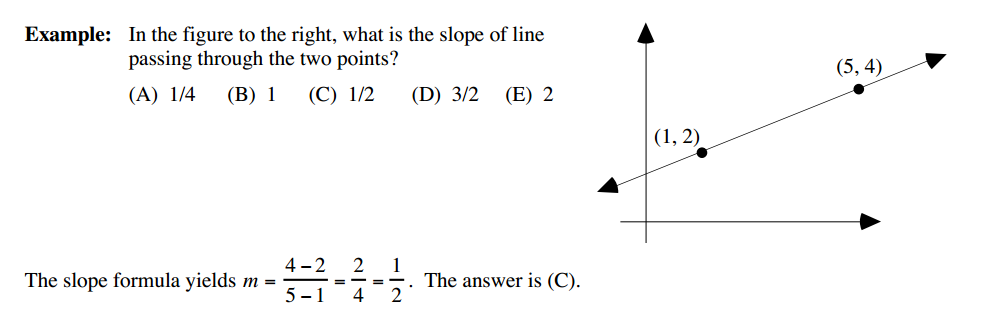 Example: In the figure to the right, what is the slope of line
passing through the two points?
(A) 1/4 (B) 1 (C) 1/2 (D) 3/2 (E) 2
(5, 4)
(1, 2)
The slope formula yields m = \frac{4 – 2}{5 – 1} = \frac{2}{4} = \frac{1}{2}. The answer is (C).